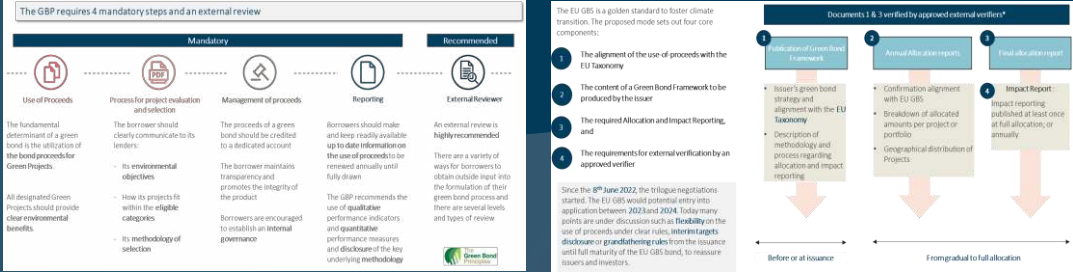 The GBP requires 4 mandatory steps and an external review
Mandatory
Recommended
PDF
Use of Proceeds
Process for project evaluation
and selection
Management of proceeds
Reporting
External Reviewer
The fundamental
determinant of a green
bond is the utilization of
the bond proceeds for
Green Projects.
All designated Green
Projects should provide
clear environmental
benefits.
The borrower should
clearly communicate to its
lenders:
- Its environmental
objectives
- How its projects fit
within the eligible
categories
- Its methodology of
selection
The proceeds of a green
bond should be credited
to a dedicated account
The borrower maintains
transparency and
promotes the integrity of
the product
Borrowers are encouraged
to establish an internal
governance
Borrowers should make
and keep readily available
up to date information on
the use of proceeds to be
renewed annually until
fully drawn
The GBP recommends the
use of qualitative
performance indicators
and quantitative
performance measures
and disclosure of the key
underlying methodology
An external review is
highly recommended
There are a variety of
ways for borrowers to
obtain outside input into
the formulation of their
green bond process and
there are several levels
and types of review
The
Green Bond
Principles
The EU GBS is a golden standard to foster climate
transition. The proposed mode sets out four core
components:
1 The alignment of the use-of-proceeds with the
EU Taxonomy
2 The content of a Green Bond Framework to be
produced by the issuer
3 The required Allocation and Impact Reporting,
and
4 The requirements for external verification by an
approved verifier
Since the 8th June 2022, the trilogue negotiations
started. The EU GBS would potential entry into
application between 2023 and 2024. Today many
points are under discussion such as flexibility on the
use of proceeds under clear rules, interim targets
disclosure or grandfathering rules from the issuance
until full maturity of the EU GBS bond, to reassure
issuers and investors.
Documents 1 & 3 verified by approved external verifiers*
1
Publication of Green Bond
Framework
2
Annual Allocation reports
3
Final allocation report
• Issuer's green bond
strategy and
alignment with the EU
Taxonomy
• Description of
methodology and
process regarding
allocation and impact
reporting
• Confirmation alignment
with EU GBS
• Breakdown of allocated
amounts per project or
portfolio
• Geographical distribution of
Projects
4 Impact Report :
Impact reporting
published at least once
at full allocation; or
annually
Before or at issuance
From gradual to full allocation